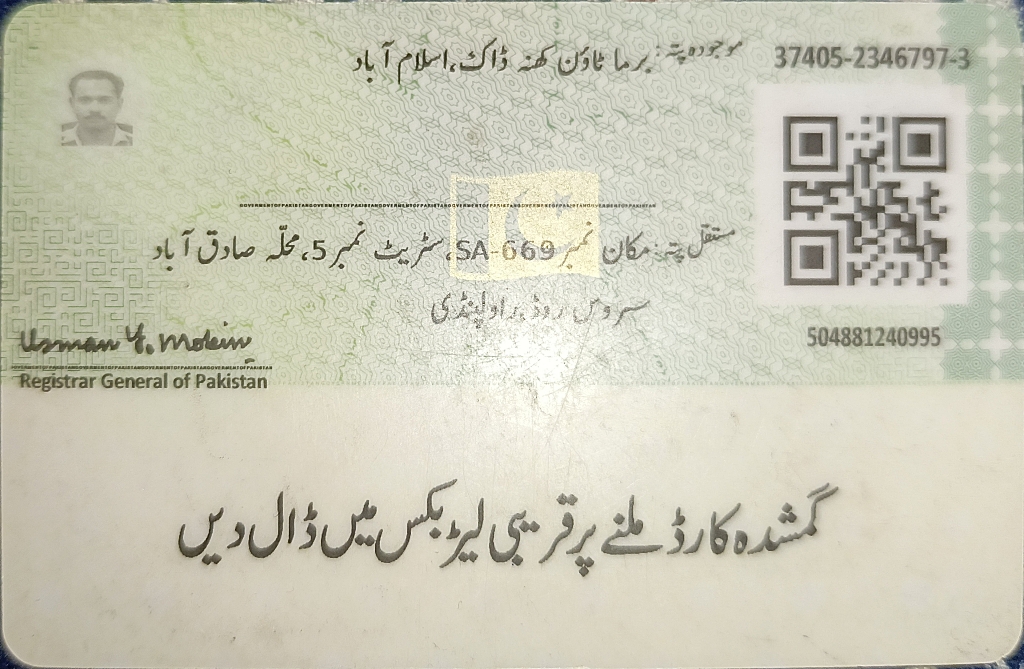 37405-2346797-3
موجودہ پتہ: برما ٹاؤن کھنہ ڈاک، اسلام آباد
مستقل پتہ: مکان نمبر SA-669، سٹریٹ نمبر 5، محلّہ صادق آباد
سروس روڈ، راولپنڈی
504881240995
Usman Y. Mobin
Registrar General of Pakistan
گمشدہ کارڈ ملنے پر قریبی لیٹر بکس میں ڈال دیں